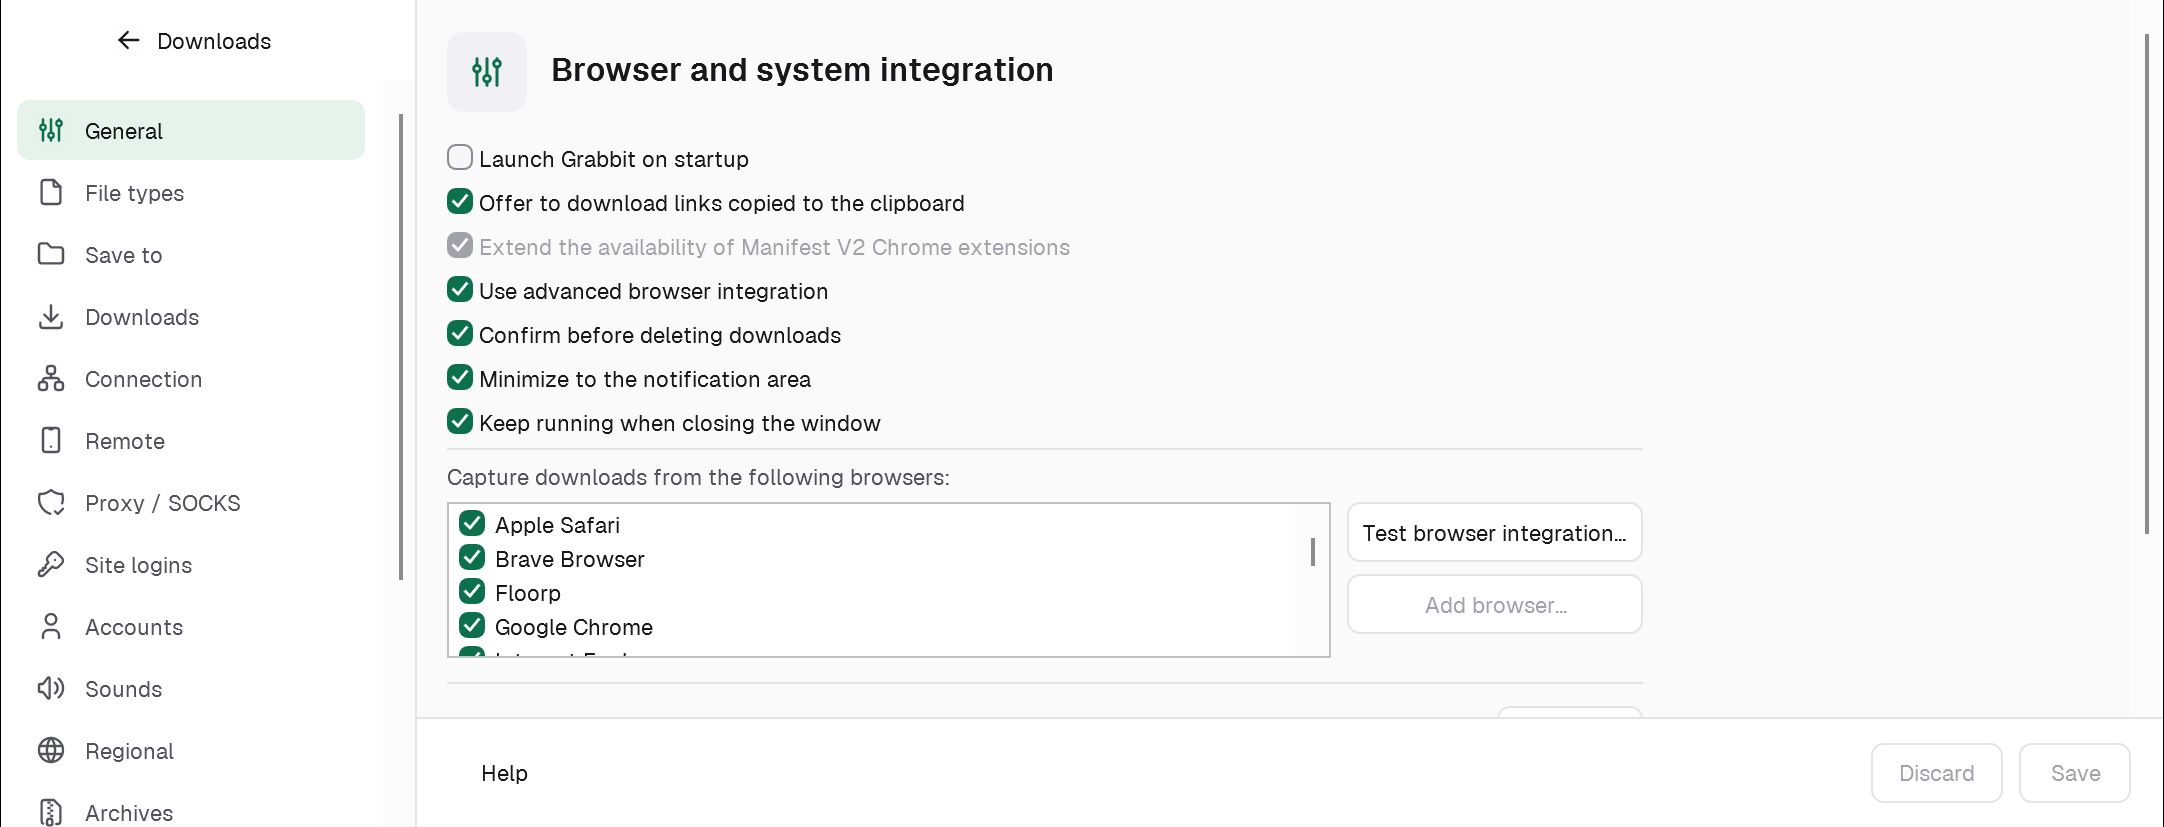 Downloads
General
File types
Save to
Downloads
Connection
Remote
Proxy / SOCKS
Site logins
Accounts
Sounds
Regional
Archives
Browser and system integration
Launch Grabbit on startup
Offer to download links copied to the clipboard
Extend the availability of Manifest V2 Chrome extensions
Use advanced browser integration
Confirm before deleting downloads
Minimize to the notification area
Keep running when closing the window
Capture downloads from the following browsers:
Apple Safari
Brave Browser
Floorp
Google Chrome
Test browser integration...
Add browser...
Help
Discard
Save